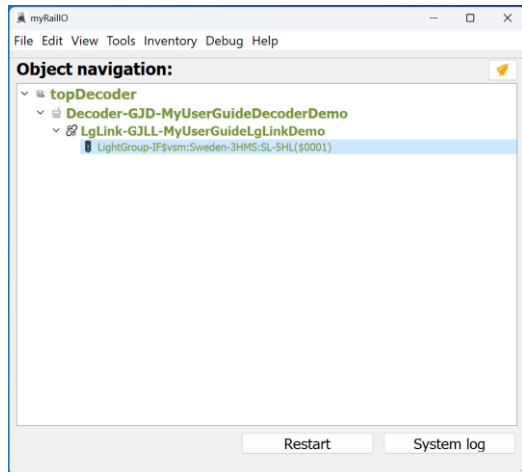 myRailIO
File Edit View Tools Inventory Debug Help
Object navigation:
topDecoder
Decoder-GJD-MyUserGuideDecoderDemo
LgLink-GJLL-MyUserGuideLgLinkDemo
LightGroup-IF$vsm:Sweden-3HMS:SL-5HL($0001)
Restart System log